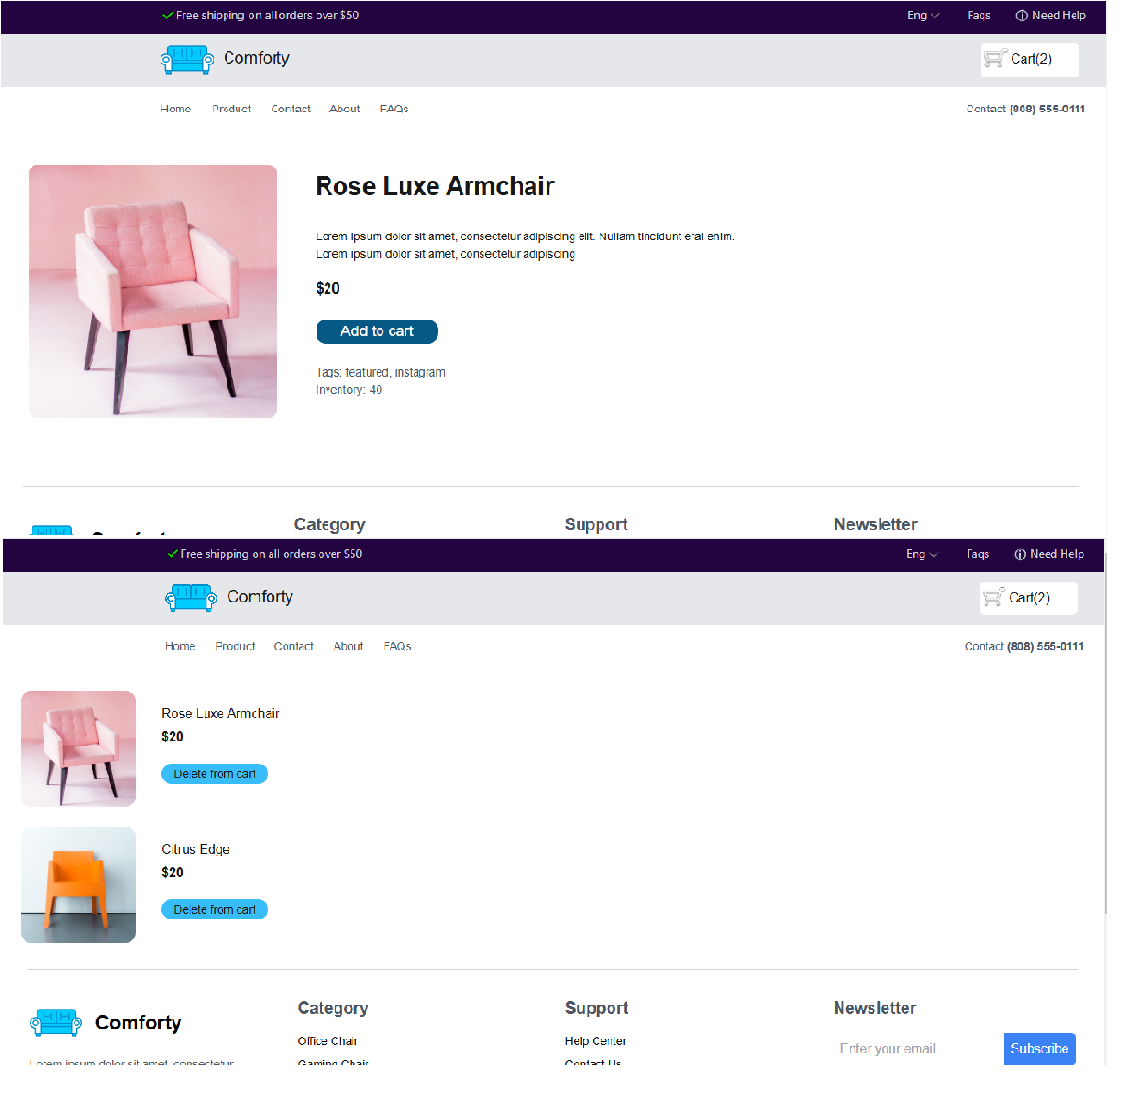 Free shipping on all orders over $50
Eng
Faqs
Need Help
Comforty
Cart(2)
Home Product Contact About FAQs
Contact (808) 555-0111
Rose Luxe Armchair
Lorem ipsum dolor sit amet, consectetur adipiscing elit. Nullam tincidunt erat enim.
Lorem ipsum dolor sit amet, consectetur adipiscing
$20
Add to cart
Tags: featured, instagram
Inventory: 40
Category
Support
Newsletter
Free shipping on all orders over $50
Eng
Faqs
Need Help
Comforty
Cart(2)
Home Product Contact About FAQs
Contact (808) 555-0111
Rose Luxe Armchair
$20
Delete from cart
Citrus Edge
$20
Delete from cart
Comforty
Lorem ipsum dolor sit amet, consectetur
Category
Office Chair
Gaming Chair
Support
Help Center
Contact Us
Newsletter
Enter your email
Subscribe